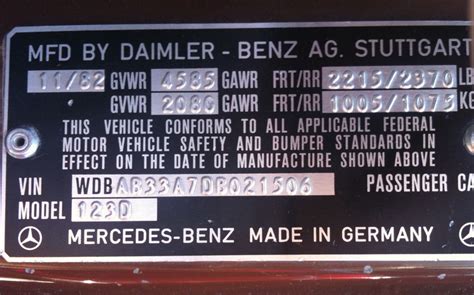 MFD BY DAIMLER - BENZ AG. STUTTGART
11/82 GVWR 4585 GAWR FRT/RR 2215/2370 L
GVWR 2080 GAWR FRT/RR 1005/1075 KG
THIS VEHICLE CONFORMS TO ALL APPLICABLE FEDERAL
MOTOR VEHICLE SAFETY AND BUMPER STANDARDS IN
EFFECT ON THE DATE OF MANUFACTURE SHOWN ABOVE
VIN WDBAB33A7DB021506 PASSENGER CA
MODEL 123D
MERCEDES-BENZ MADE IN GERMANY